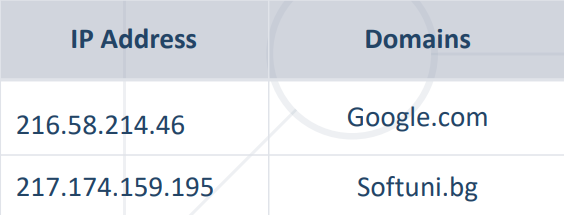 IP Address Domains
216.58.214.46 Google.com
217.174.159.195 Softuni.bg